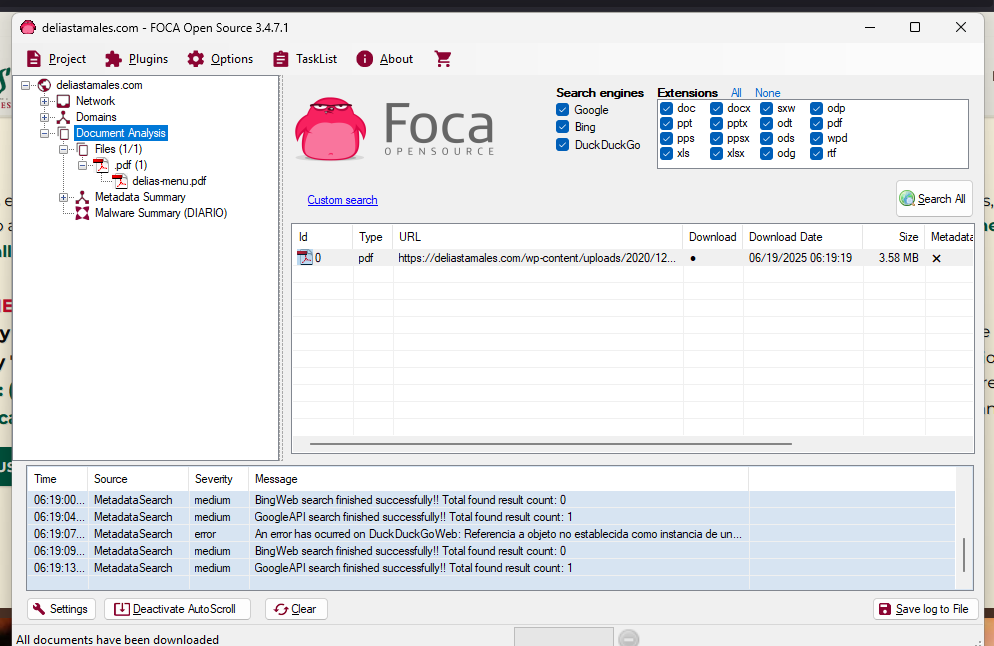 deliastamales.com - FOCA Open Source 3.4.7.1
Project Plugins Options TaskList About
deliastamales.com
Network
Domains
Document Analysis
Files (1/1)
.pdf (1)
delias-menu.pdf
Metadata Summary
Malware Summary (DIARIO)
Foca
OPENSOURCE
Search engines
Google
Bing
DuckDuckGo
Extensions All None
doc docx sxw odp
ppt pptx odt pdf
pps ppsx ods wpd
xls xlsx odg rtf
Custom search
Search All
Id Type URL Download Download Date Size Metadata
0 pdf https://deliastamales.com/wp-content/uploads/2020/12... ● 06/19/2025 06:19:19 3.58 MB ✕
Time Source Severity Message
06:19:00... MetadataSearch medium BingWeb search finished successfully!! Total found result count: 0
06:19:04... MetadataSearch medium GoogleAPI search finished successfully!! Total found result count: 1
06:19:07... MetadataSearch error An error has ocurred on DuckDuckGoWeb: Referencia a objeto no establecida como instancia de un...
06:19:09... MetadataSearch medium BingWeb search finished successfully!! Total found result count: 0
06:19:13... MetadataSearch medium GoogleAPI search finished successfully!! Total found result count: 1
Settings Deactivate AutoScroll Clear Save log to File
All documents have been downloaded